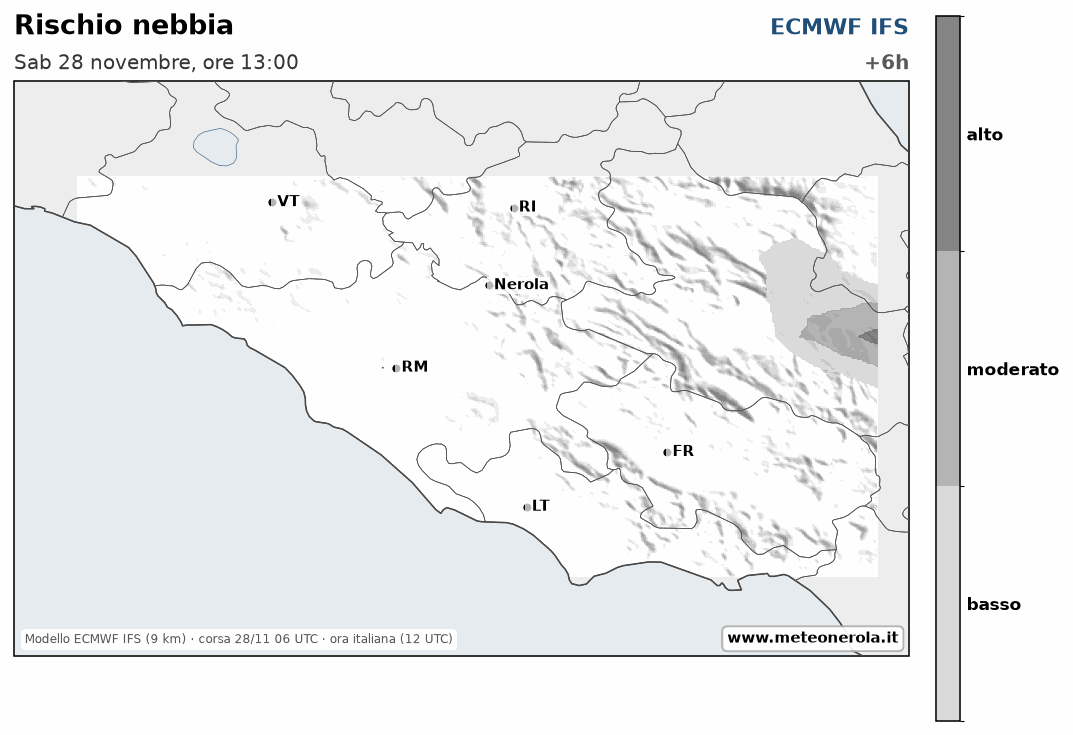 Rischio nebbia
ECMWF IFS
Sab 28 novembre, ore 13:00
+6h
alto
VT
RI
Nerola
RM
moderato
FR
LT
basso
Modello ECMWF IFS (9 km) · corsa 28/11 06 UTC · ora italiana (12 UTC)
www.meteonerola.it